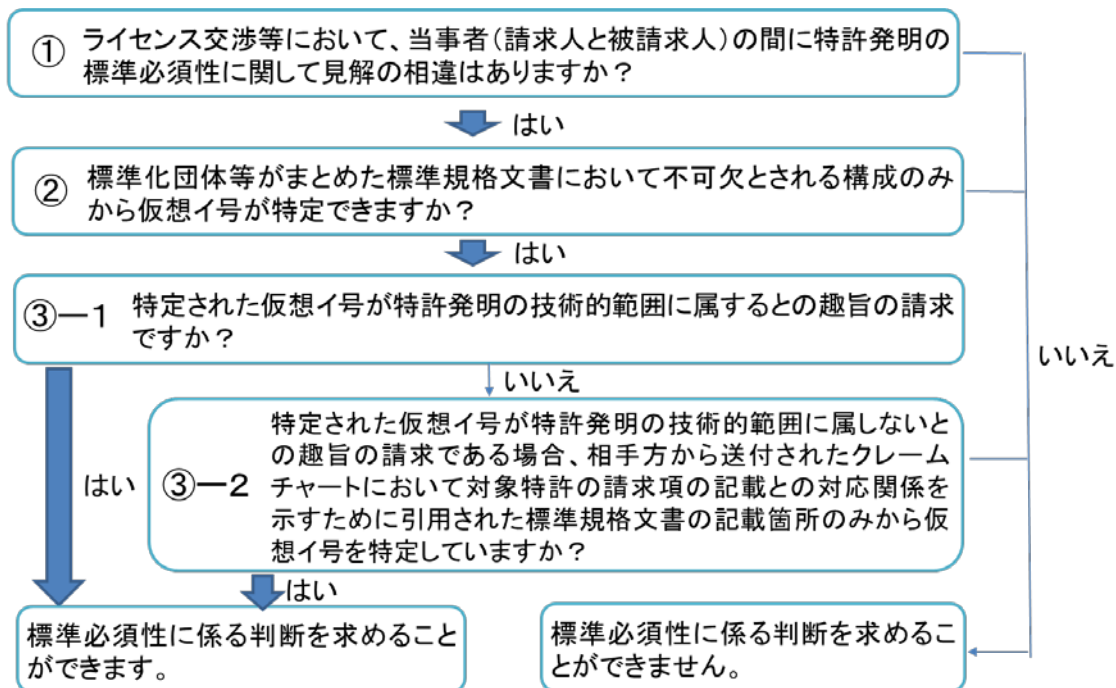 ① ライセンス交渉等において、当事者(請求人と被請求人)の間に特許発明の
標準必須性に関して見解の相違はありますか？
はい
② 標準化団体等がまとめた標準規格文書において不可欠とされる構成のみ
から仮想イ号が特定できますか？
はい
③－１ 特定された仮想イ号が特許発明の技術的範囲に属するとの趣旨の請求
ですか？
いいえ
いいえ
はい
③－２ 特定された仮想イ号が特許発明の技術的範囲に属しないと
の趣旨の請求である場合、相手方から送付されたクレーム
チャートにおいて対象特許の請求項の記載との対応関係を
示すために引用された標準規格文書の記載箇所のみから仮
想イ号を特定していますか？
はい
標準必須性に係る判断を求めること
ができます。
標準必須性に係る判断を求めるこ
とができません。